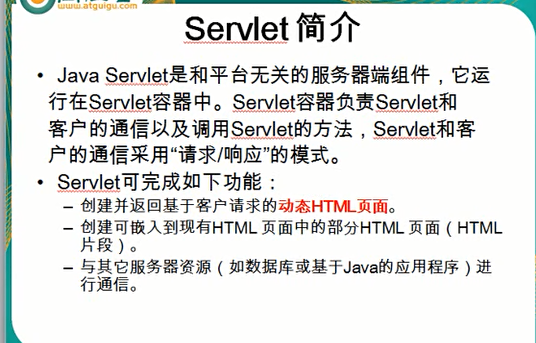 www.atguigu.com
Servlet 简介
• Java Servlet是和平台无关的服务器端组件，它运
行在Servlet容器中。Servlet容器负责Servlet和
客户的通信以及调用Servlet的方法，Servlet和客
户的通信采用“请求/响应”的模式。
• Servlet可完成如下功能：
– 创建并返回基于客户请求的动态HTML页面。
– 创建可嵌入到现有HTML 页面中的部分HTML 页面（HTML
片段）。
– 与其它服务器资源（如数据库或基于Java的应用程序）进
行通信。